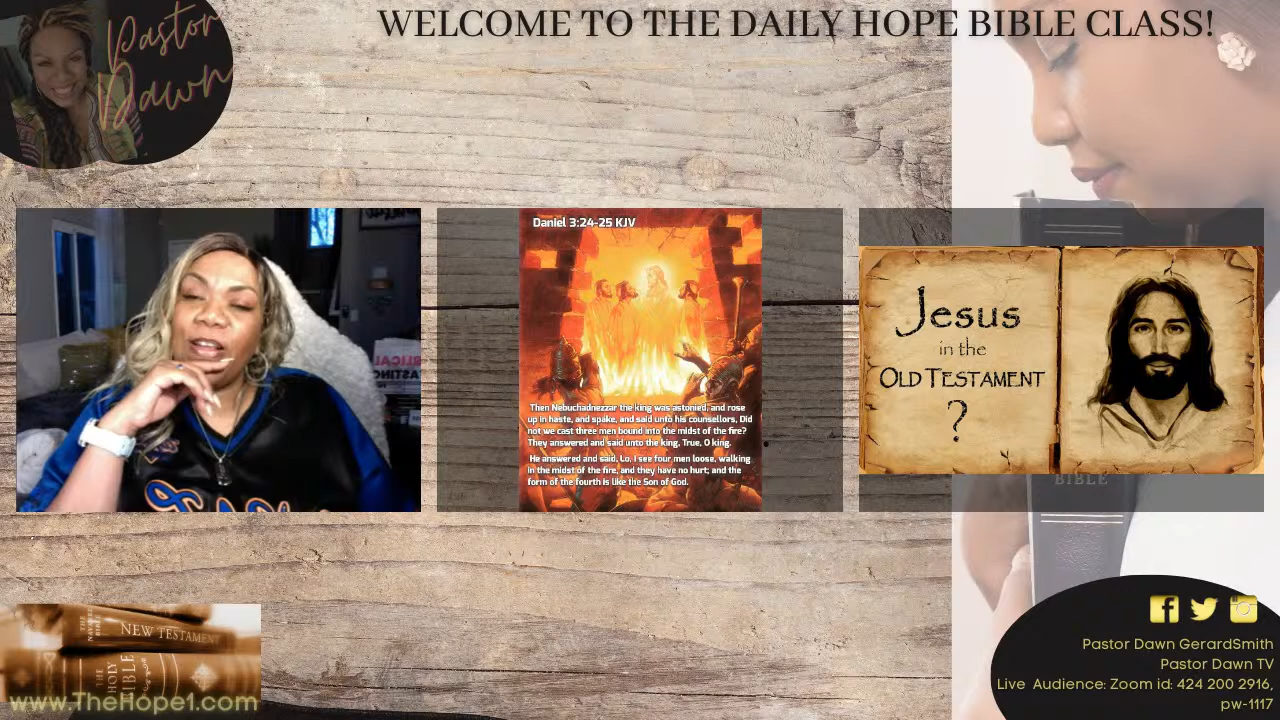 WELCOME TO THE DAILY HOPE BIBLE CLASS!
Pastor
Dawn
Daniel 3:24-25 KJV
Then Nebuchadnezzar the king was astonied, and rose
up in haste, and spake, and said unto his counsellors, Did
not we cast three men bound into the midst of the fire?
They answered and said unto the king, True, O king.
He answered and said, Lo, I see four men loose, walking
in the midst of the fire, and they have no hurt; and the
form of the fourth is like the Son of God.
Jesus
in the
OLD TESTAMENT
?
BIBLE
NEW TESTAMENT
THE
HOLY
BIBLE
www.TheHope1.com
Pastor Dawn GerardSmith
Pastor Dawn TV
Live Audience: Zoom id: 424 200 2916,
pw-1117